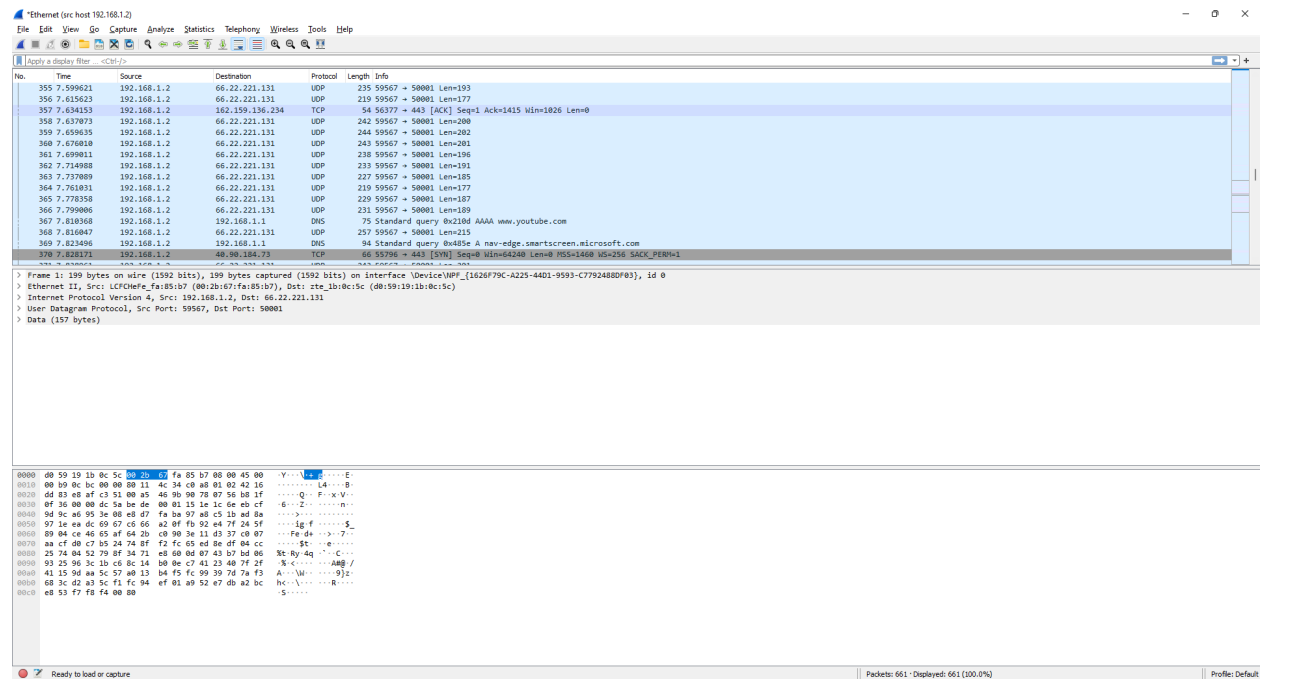 *Ethernet (src host 192.168.1.2)
File Edit View Go Capture Analyze Statistics Telephony Wireless Tools Help
Apply a display filter ... <Ctrl-/>
No. Time Source Destination Protocol Length Info
355 7.599621 192.168.1.2 66.22.221.131 UDP 235 59567 → 50001 Len=193
356 7.615623 192.168.1.2 66.22.221.131 UDP 219 59567 → 50001 Len=177
357 7.634153 192.168.1.2 162.159.136.234 TCP 54 56377 → 443 [ACK] Seq=1 Ack=1415 Win=1026 Len=0
358 7.637073 192.168.1.2 66.22.221.131 UDP 242 59567 → 50001 Len=200
359 7.659635 192.168.1.2 66.22.221.131 UDP 244 59567 → 50001 Len=202
360 7.676010 192.168.1.2 66.22.221.131 UDP 243 59567 → 50001 Len=201
361 7.699011 192.168.1.2 66.22.221.131 UDP 238 59567 → 50001 Len=196
362 7.714988 192.168.1.2 66.22.221.131 UDP 233 59567 → 50001 Len=191
363 7.737089 192.168.1.2 66.22.221.131 UDP 227 59567 → 50001 Len=185
364 7.761031 192.168.1.2 66.22.221.131 UDP 219 59567 → 50001 Len=177
365 7.778358 192.168.1.2 66.22.221.131 UDP 229 59567 → 50001 Len=187
366 7.799006 192.168.1.2 66.22.221.131 UDP 231 59567 → 50001 Len=189
367 7.810368 192.168.1.2 192.168.1.1 DNS 75 Standard query 0x210d AAAA www.youtube.com
368 7.816047 192.168.1.2 66.22.221.131 UDP 257 59567 → 50001 Len=215
369 7.823496 192.168.1.2 192.168.1.1 DNS 94 Standard query 0x485e A nav-edge.smartscreen.microsoft.com
370 7.828171 192.168.1.2 40.90.184.73 TCP 66 55796 → 443 [SYN] Seq=0 Win=64240 Len=0 MSS=1460 WS=256 SACK_PERM=1
> Frame 1: 199 bytes on wire (1592 bits), 199 bytes captured (1592 bits) on interface \Device\NPF_{1626F79C-A225-44D1-9593-C7792488DF03}, id 0
> Ethernet II, Src: LCFCHeFe_fa:85:b7 (00:2b:67:fa:85:b7), Dst: zte_1b:0c:5c (d0:59:19:1b:0c:5c)
> Internet Protocol Version 4, Src: 192.168.1.2, Dst: 66.22.221.131
> User Datagram Protocol, Src Port: 59567, Dst Port: 50001
> Data (157 bytes)
0000 d0 59 19 1b 0c 5c 00 2b 67 fa 85 b7 08 00 45 00 ·Y···\·+ g·····E·
0010 00 b9 0c bc 00 00 80 11 4c 34 c0 a8 01 02 42 16 ········ L4····B·
0020 dd 83 e8 af c3 51 00 a5 46 9b 90 78 07 56 b8 1f ·····Q·· F··x·V··
0030 0f 36 00 00 dc 5a be de 00 01 15 1e 1c 6e eb cf ·6···Z·· ·····n··
0040 9d 9c a6 95 3e 08 e8 d7 fa ba 97 a8 c5 1b ad 8a ····>··· ········
0050 97 1e ea dc 69 67 c6 66 a2 0f fb 92 e4 7f 24 5f ····ig·f ······$_
0060 89 04 ce 46 65 af 64 2b c0 90 3e 11 d3 37 c0 07 ···Fe·d+ ··>··7··
0070 aa cf d0 c7 b5 24 74 8f f2 fc 65 ed 8e df 04 cc ·····$t· ··e·····
0080 25 74 04 52 79 8f 34 71 e8 60 0d 07 43 b7 bd 06 %t·Ry·4q ·`··C···
0090 93 25 96 3c 1b c6 8c 14 b0 0e c7 41 23 40 7f 2f ·%·<···· ···A#@·/
00a0 41 15 9d aa 5c 57 a0 13 b4 f5 fc 99 39 7d 7a f3 A···\W·· ····9}z·
00b0 68 3c d2 a3 5c f1 fc 94 ef 01 a9 52 e7 db a2 bc h<··\··· ···R····
00c0 e8 53 f7 f8 f4 00 80 ·S·····
Ready to load or capture
Packets: 661 · Displayed: 661 (100.0%)
Profile: Default